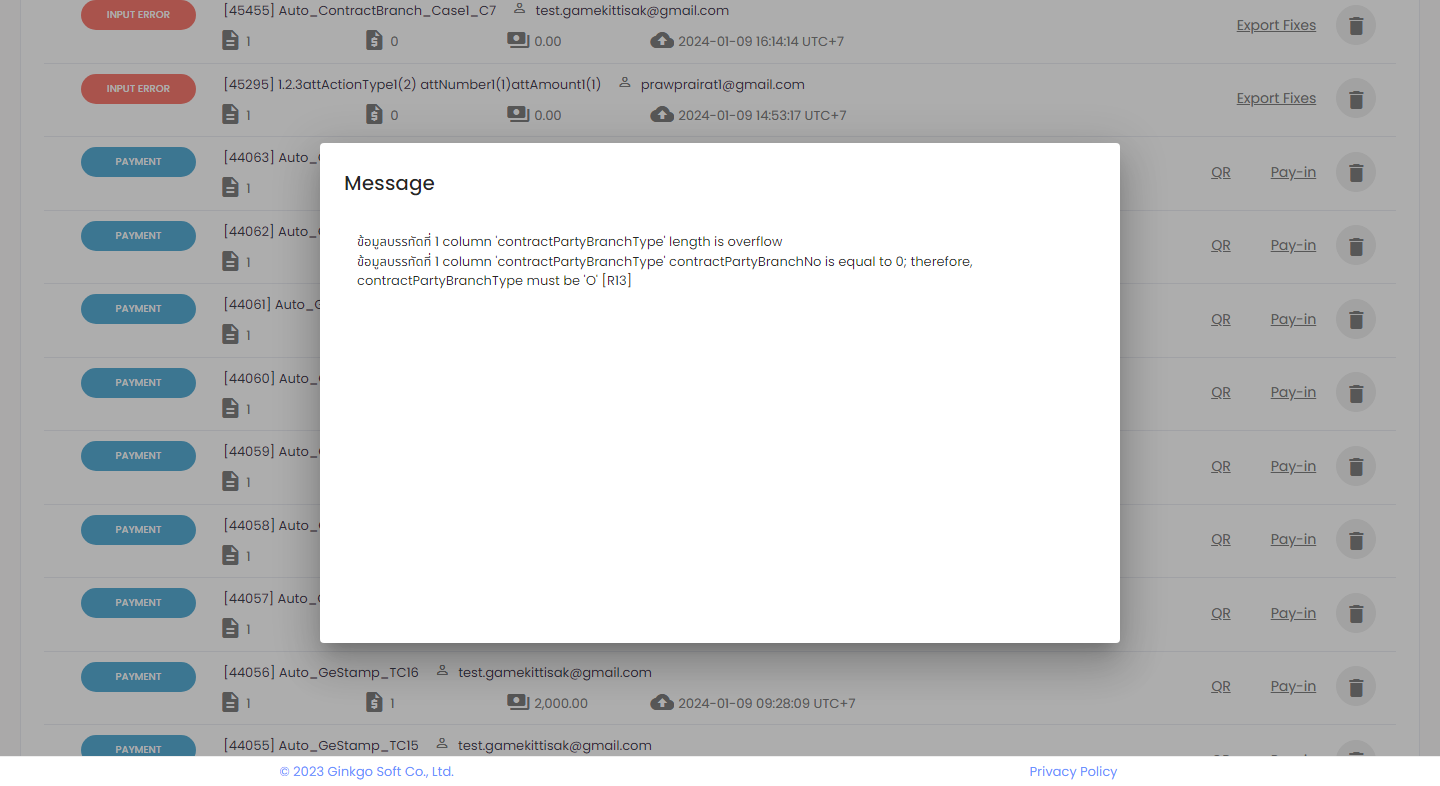 INPUT ERROR
[45455] Auto_ContractBranch_Case1_C7 test.gamekittisak@gmail.com
1 0 0.00 2024-01-09 16:14:14 UTC+7
Export Fixes
INPUT ERROR
[45295] 1.2.3attActionType1(2) attNumber1(1)attAmount1(1) prawprairat1@gmail.com
1 0 0.00 2024-01-09 14:53:17 UTC+7
Export Fixes
PAYMENT
[44063] Auto_
1
QR Pay-in
PAYMENT
[44062] Auto_
1
QR Pay-in
PAYMENT
[44061] Auto_
1
QR Pay-in
PAYMENT
[44060] Auto_
1
QR Pay-in
PAYMENT
[44059] Auto_
1
QR Pay-in
PAYMENT
[44058] Auto_
1
QR Pay-in
PAYMENT
[44057] Auto_
1
QR Pay-in
Message
ข้อมูลบรรทัดที่ 1 column 'contractPartyBranchType' length is overflow
ข้อมูลบรรทัดที่ 1 column 'contractPartyBranchType' contractPartyBranchNo is equal to 0; therefore,
contractPartyBranchType must be 'O' [R13]
PAYMENT
[44056] Auto_GeStamp_TC16 test.gamekittisak@gmail.com
1 1 2,000.00 2024-01-09 09:28:09 UTC+7
QR Pay-in
PAYMENT
[44055] Auto_GeStamp_TC15 test.gamekittisak@gmail.com
© 2023 Ginkgo Soft Co., Ltd. Privacy Policy